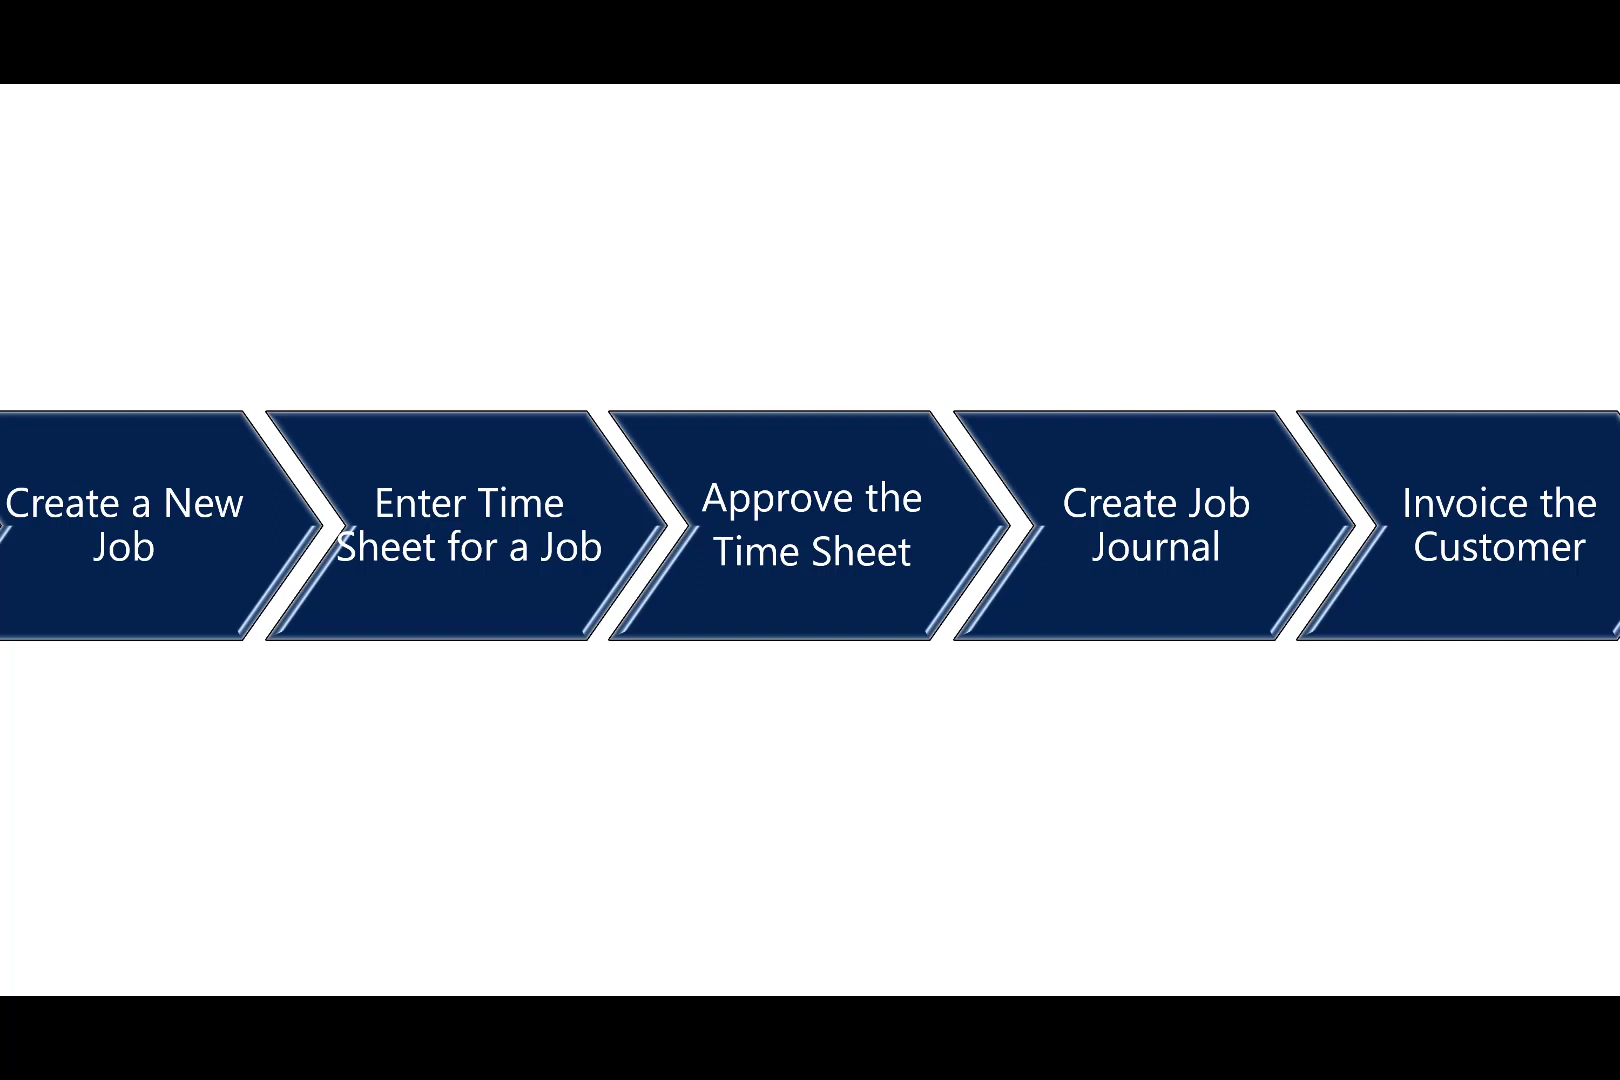 Create a New
Job
Enter Time
Sheet for a Job
Approve the
Time Sheet
Create Job
Journal
Invoice the
Customer